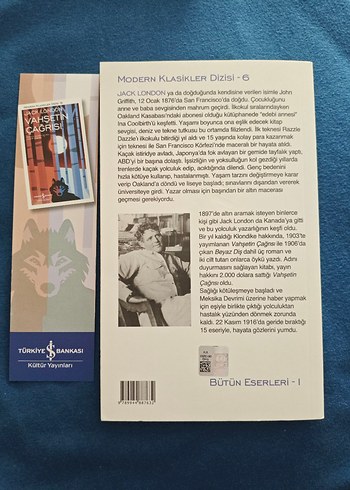 JACK LONDON
VAHŞETİN
ÇAĞRISI
TÜRKİYE İŞ BANKASI
Kültür Yayınları
MODERN KLASİKLER DİZİSİ - 6
JACK LONDON ya da doğduğunda kendisine verilen isimle John
Griffith, 12 Ocak 1876'da San Francisco'da doğdu. Çocukluğunu
anne ve baba sevgisinden mahrum geçirdi. İlkokul sıralarındayken
Oakland Kasabası'ndaki abonesi olduğu kütüphanede "edebi annesi"
Ina Coolbirth'ü keşfetti. Yaşamı boyunca ona eşlik edecek kitap
sevgisi, deniz ve tekne tutkusu bu ortamda filizlendi. İlk teknesi Razzle
Dazzle'ı ilkokulu bitirdiği yıl aldı ve 15 yaşında kolay para kazanmak
için teknesi ile San Francisco Körfezi'nde maceralı bir hayata atıldı.
Kaçak istiridye avladı, Japonya'da fok avlayan bir gemide tayfalık yaptı,
ABD'yi bir başına dolaştı. İşsizliğin ve yoksulluğun kol gezdiği yıllarda
trenlerde kaçak yolculuk edip, acıktığında dilendi. Genç bedenini
hızla kötüye kullanıp, hastalanmıştı. Yaşam tarzını değiştirmeye karar
verip Oakland'a döndü ve liseye başladı; sınavlarını dışarıdan vererek
üniversiteye girdi. Yazar olması için başından bir altın macerası
geçmesi gerekiyordu.
1897'de altın aramak isteyen binlerce
kişi gibi Jack London da Kanada'ya gitti
ve bu yolculuk yazarlığının keşfi oldu.
Bir yıl kaldığı Klondike hakkında, 1903'te
yayımlanan Vahşetin Çağrısı ile 1906'da
çıkan Beyaz Diş dahil üç roman ve
iki cilt tutan onlarca öykü yazdı. Adını
duyurmasını sağlayan kitabı, yayın
hakkını 2.000 dolara sattığı Vahşetin
Çağrısı oldu.
Sağlığı kötüleşmeye başladı ve
Meksika Devrimi üzerine haber yapmak
için eşiyle birlikte çıktığı yolculuktan
hastalık yüzünden dönmek zorunda
kaldı. 22 Kasım 1916'da geride bıraktığı
15 eseriyle, hayata gözlerini yumdu.
BÜTÜN ESERLERİ - I